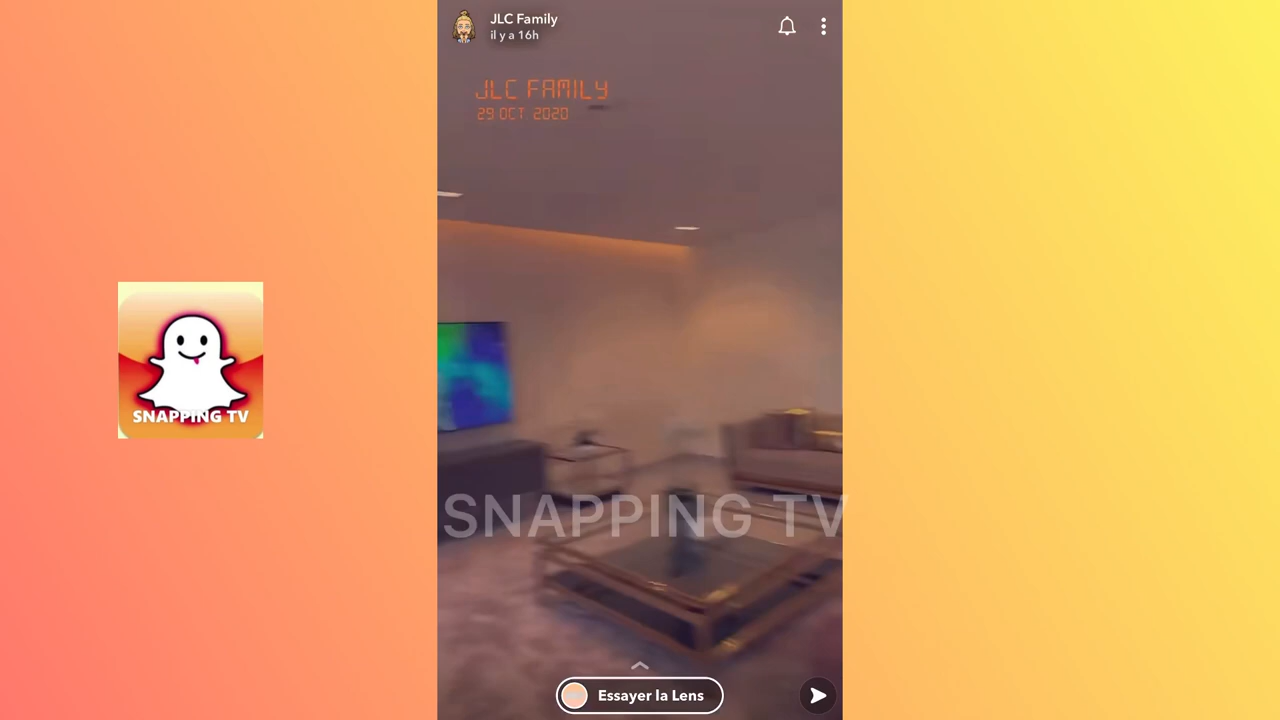 JLC Family
il y a 16h
JLC FAMILY
29 OCT. 2020
SNAPPING TV
SNAPPING TV
Essayer la Lens